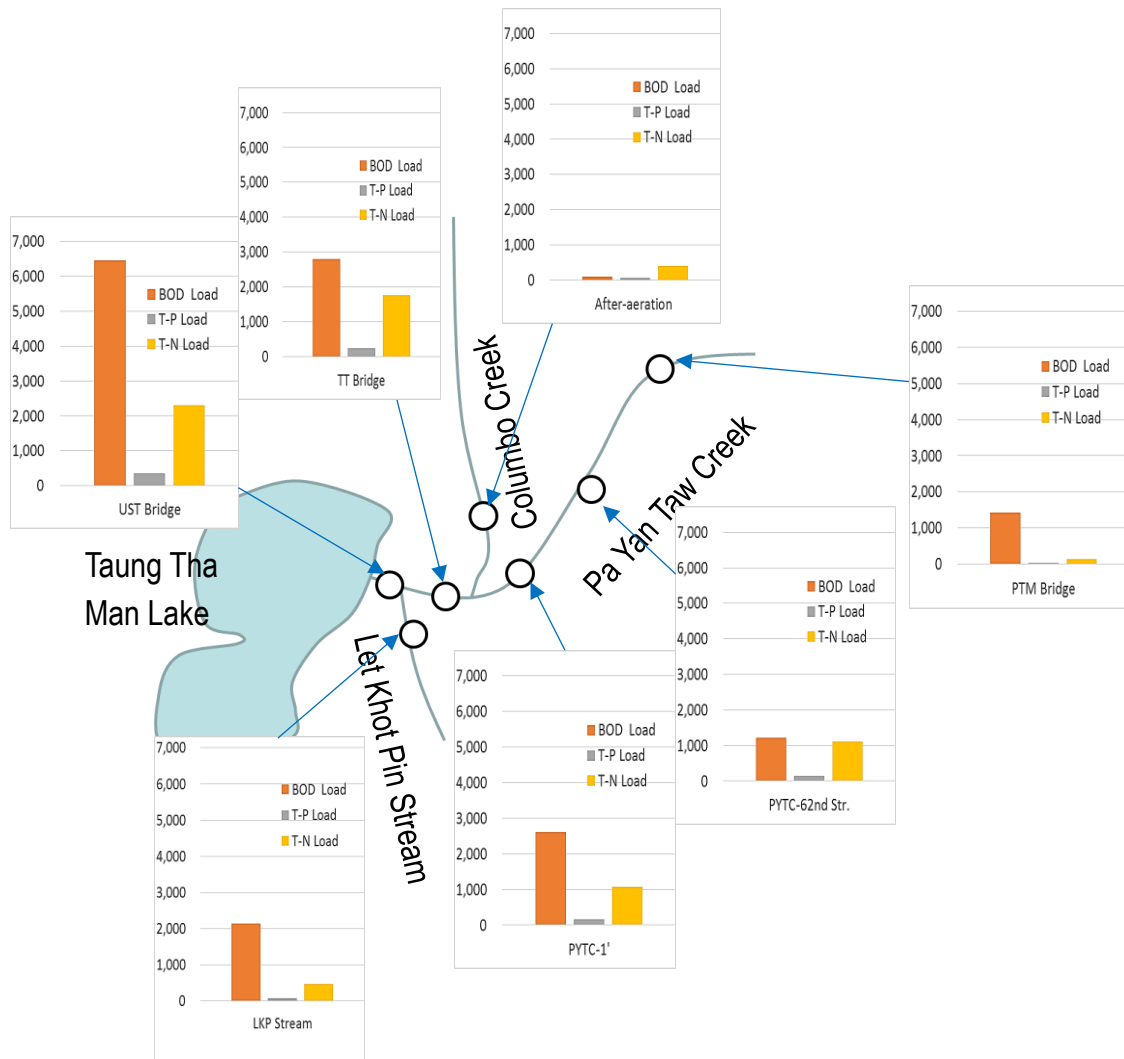 7,000
6,000
5,000
4,000
3,000
2,000
1,000
0
BOD Load
T-P Load
T-N Load
After-aeration
7,000
6,000
5,000
4,000
3,000
2,000
1,000
0
BOD Load
T-P Load
T-N Load
TT Bridge
7,000
6,000
5,000
4,000
3,000
2,000
1,000
0
BOD Load
T-P Load
T-N Load
UST Bridge
7,000
6,000
5,000
4,000
3,000
2,000
1,000
0
BOD Load
T-P Load
T-N Load
PTM Bridge
Columbo Creek
Pa Yan Taw Creek
Taung Tha
Man Lake
Let Khot Pin Stream
7,000
6,000
5,000
4,000
3,000
2,000
1,000
0
BOD Load
T-P Load
T-N Load
PYTC-62nd Str.
7,000
6,000
5,000
4,000
3,000
2,000
1,000
0
BOD Load
T-P Load
T-N Load
PYTC-1'
7,000
6,000
5,000
4,000
3,000
2,000
1,000
0
BOD Load
T-P Load
T-N Load
LKP Stream